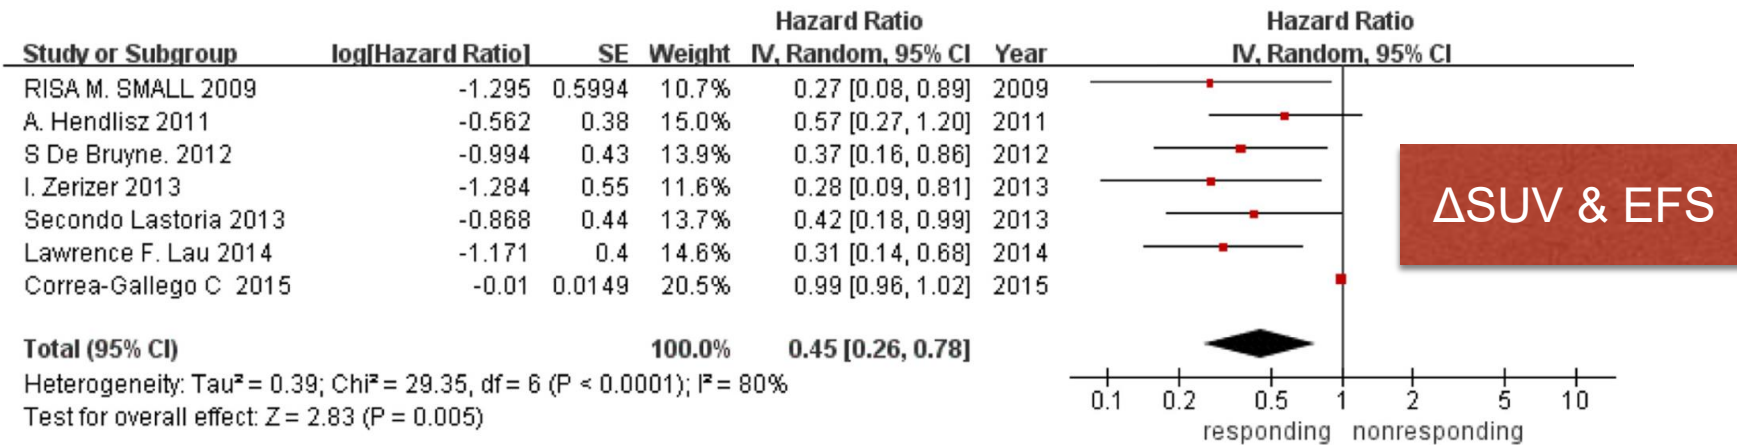 Hazard Ratio Hazard Ratio
Study or Subgroup log[Hazard Ratio] SE Weight IV, Random, 95% CI Year IV, Random, 95% CI
RISA M. SMALL 2009 -1.295 0.5994 10.7% 0.27 [0.08, 0.89] 2009
A. Hendlisz 2011 -0.562 0.38 15.0% 0.57 [0.27, 1.20] 2011
S De Bruyne. 2012 -0.994 0.43 13.9% 0.37 [0.16, 0.86] 2012
I. Zerizer 2013 -1.284 0.55 11.6% 0.28 [0.09, 0.81] 2013
Secondo Lastoria 2013 -0.868 0.44 13.7% 0.42 [0.18, 0.99] 2013
Lawrence F. Lau 2014 -1.171 0.4 14.6% 0.31 [0.14, 0.68] 2014
Correa-Gallego C 2015 -0.01 0.0149 20.5% 0.99 [0.96, 1.02] 2015
ΔSUV & EFS
Total (95% CI) 100.0% 0.45 [0.26, 0.78]
Heterogeneity: Tau² = 0.39; Chi² = 29.35, df = 6 (P < 0.0001); I² = 80%
Test for overall effect: Z = 2.83 (P = 0.005)
0.1 0.2 0.5 1 2 5 10
responding nonresponding